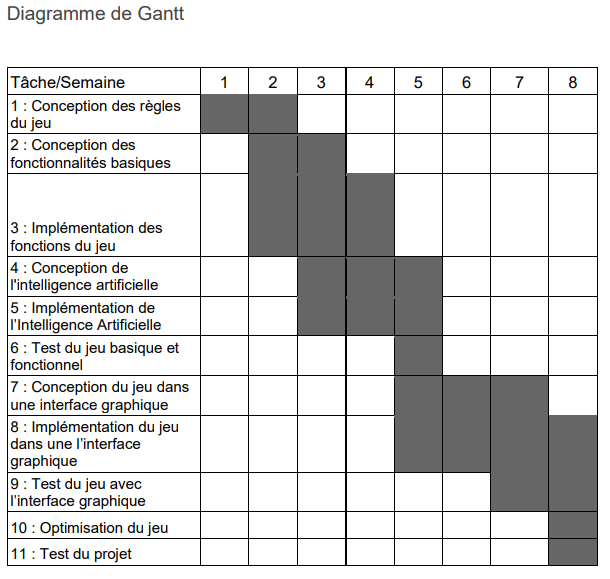 Diagramme de Gantt
Tâche/Semaine 1 2 3 4 5 6 7 8
1 : Conception des règles
du jeu
2 : Conception des
fonctionnalités basiques
3 : Implémentation des
fonctions du jeu
4 : Conception de
l'intelligence artificielle
5 : Implémentation de
l’Intelligence Artificielle
6 : Test du jeu basique et
fonctionnel
7 : Conception du jeu dans
une interface graphique
8 : Implémentation du jeu
dans une l’interface
graphique
9 : Test du jeu avec
l’interface graphique
10 : Optimisation du jeu
11 : Test du projet